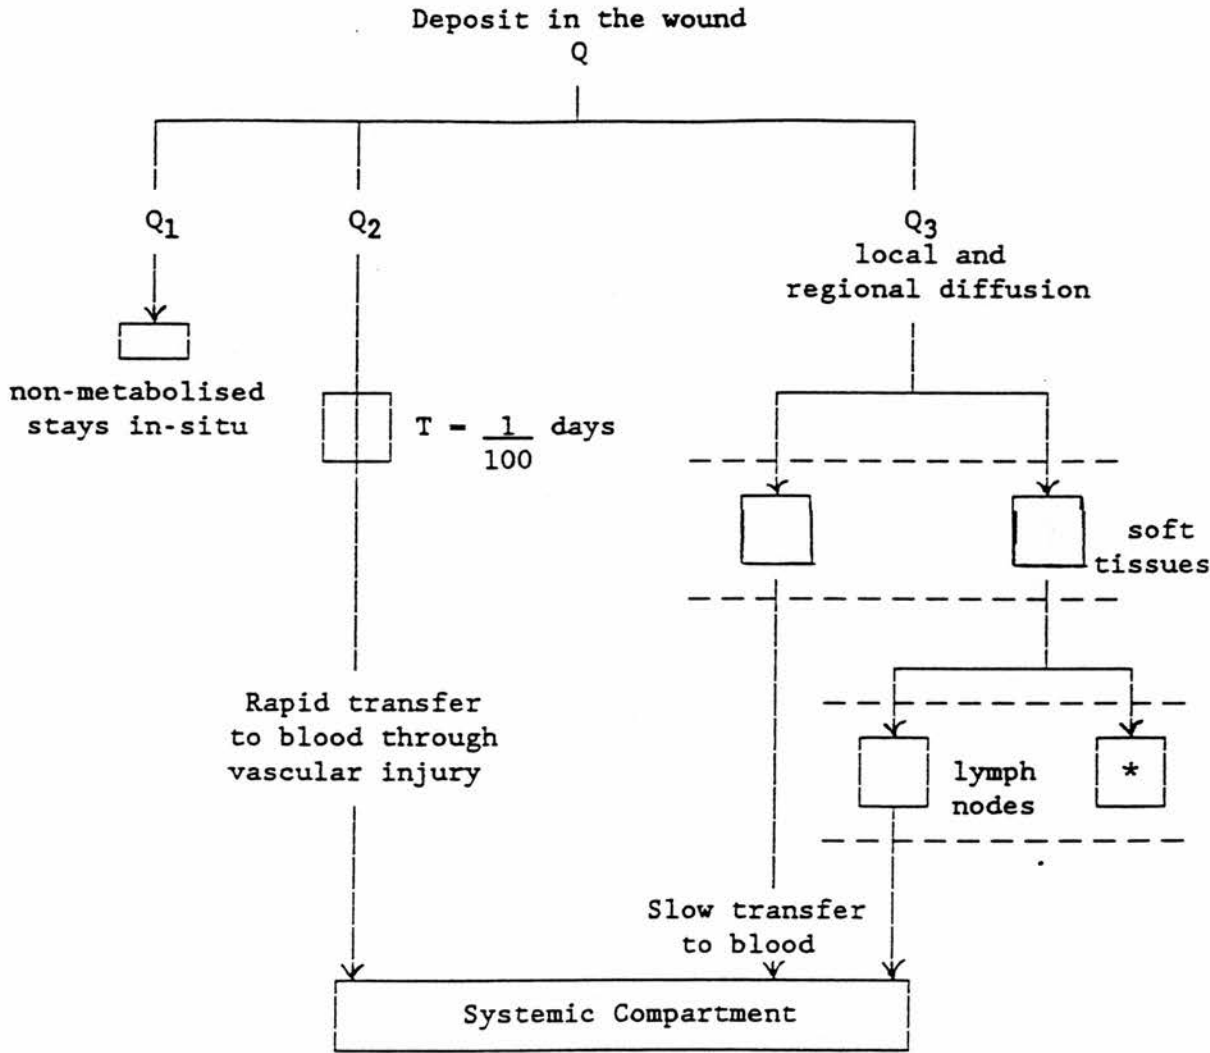 Deposit in the wound
Q
Q1
Q2
Q3
local and
regional diffusion
non-metabolised
stays in-situ
T = 1/100 days
soft
tissues
Rapid transfer
to blood through
vascular injury
lymph
nodes
*
Slow transfer
to blood
Systemic Compartment